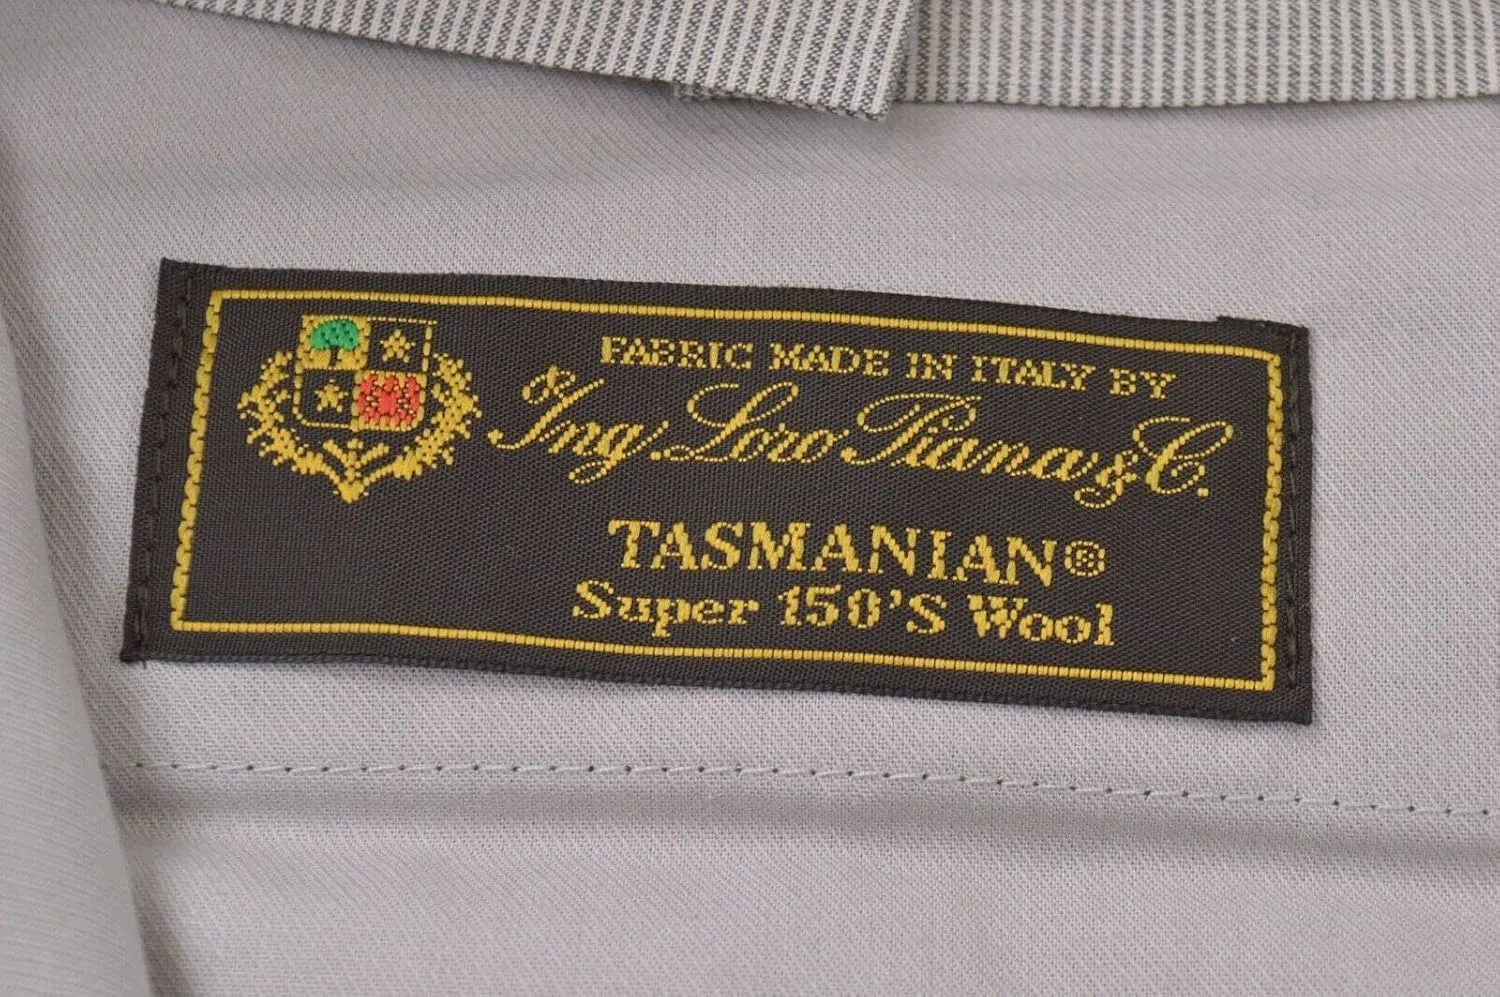 FABRIC MADE IN ITALY BY
Ing. Loro Piana & C.
TASMANIAN®
Super 150'S Wool